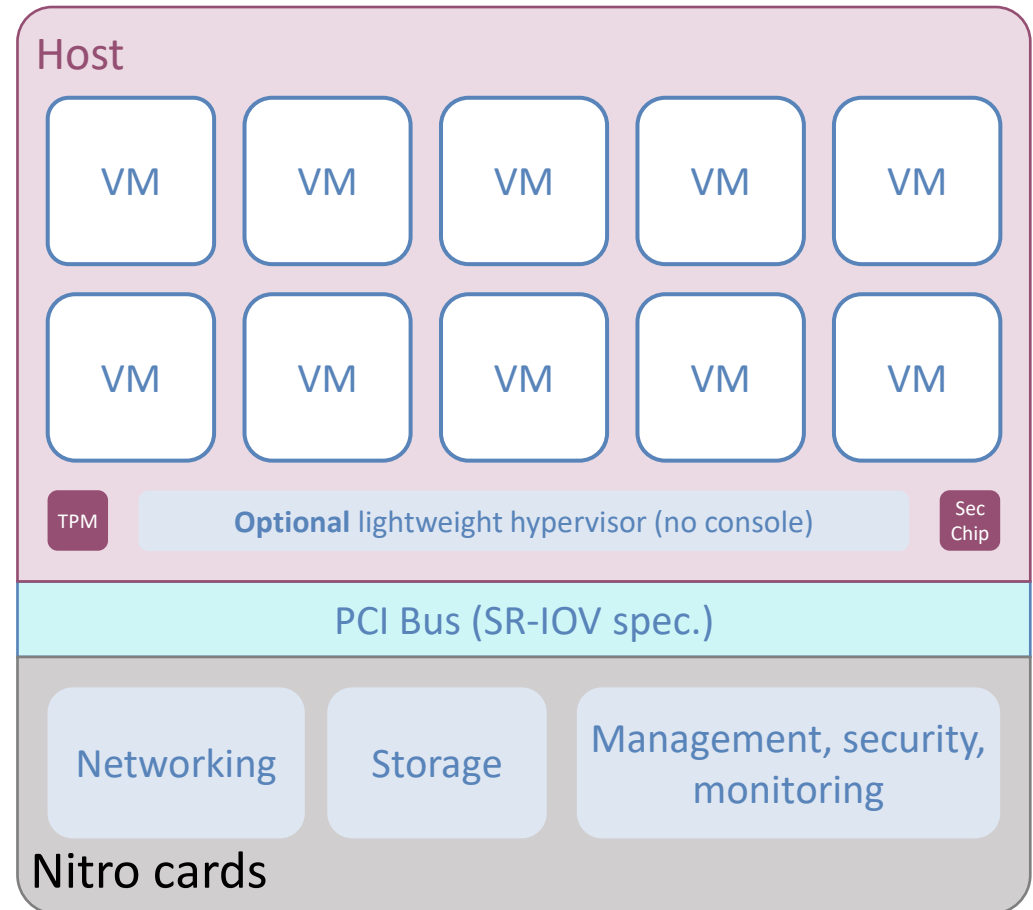 Host
VM VM VM VM VM
VM VM VM VM VM
TPM
Optional lightweight hypervisor (no console)
Sec
Chip
PCI Bus (SR-IOV spec.)
Networking
Storage
Management, security,
monitoring
Nitro cards